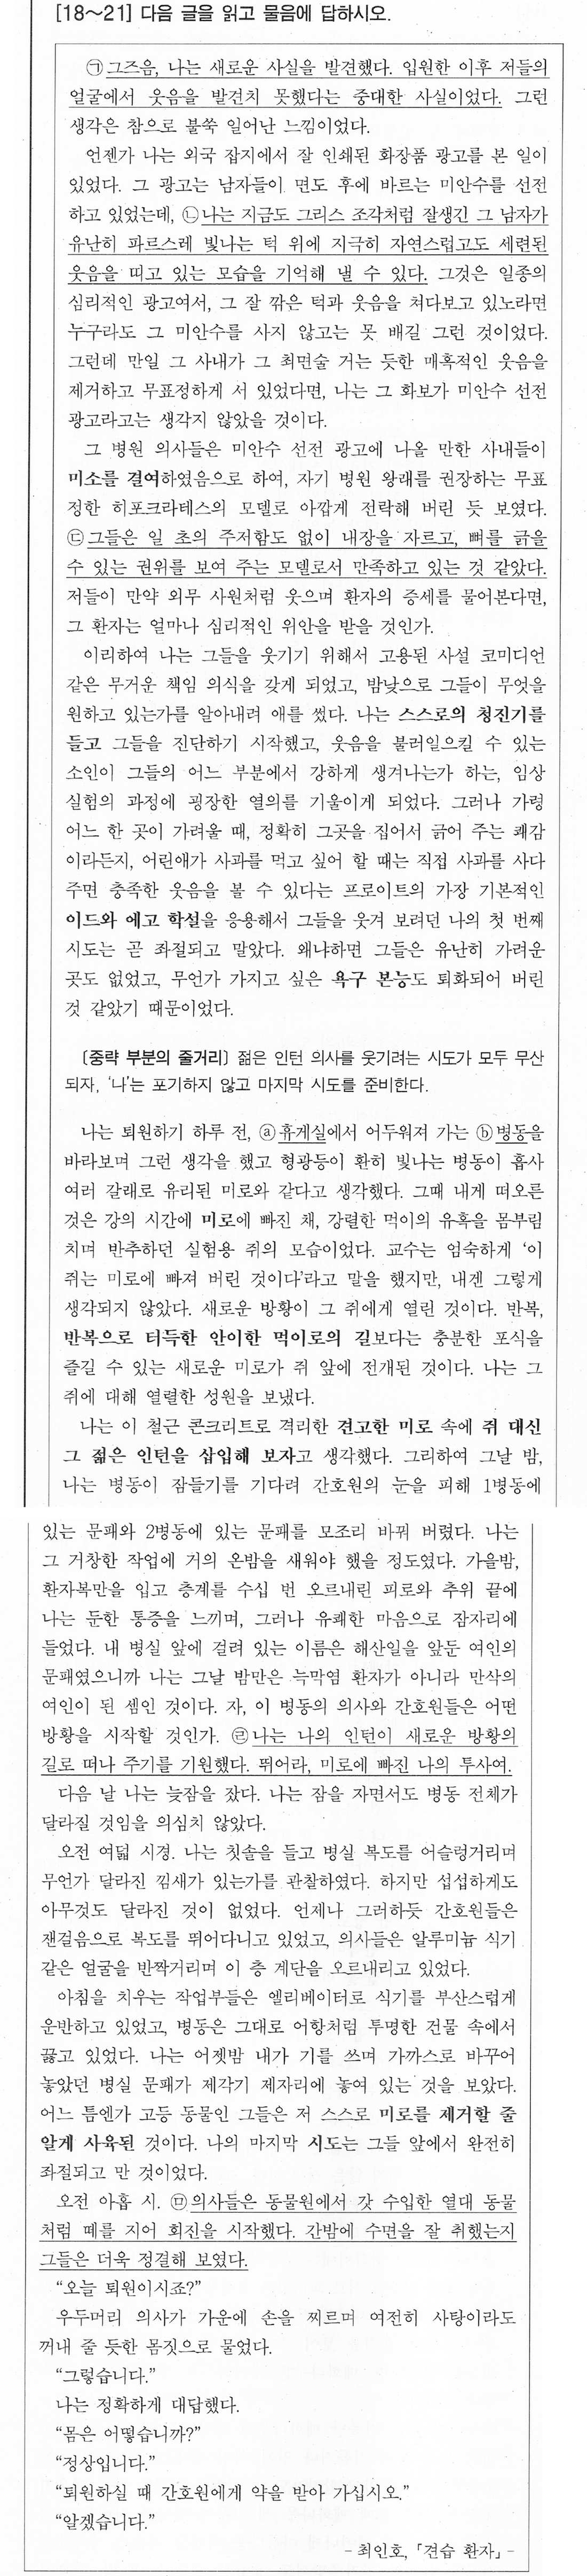 [18~21] 다음 글을 읽고 물음에 답하시오.
㉠그즈음, 나는 새로운 사실을 발견했다. 입원한 이후 저들의
얼굴에서 웃음을 발견치 못했다는 중대한 사실이었다. 그런
생각은 참으로 불쑥 일어난 느낌이었다.
언젠가 나는 외국 잡지에서 잘 인쇄된 화장품 광고를 본 일이
있었다. 그 광고는 남자들이 면도 후에 바르는 미안수를 선전
하고 있었는데, ㉡나는 지금도 그리스 조각처럼 잘생긴 그 남자가
유난히 파르스레 빛나는 턱 위에 지극히 자연스럽고도 세련된
웃음을 띠고 있는 모습을 기억해 낼 수 있다. 그것은 일종의
심리적인 광고여서, 그 잘 깎은 턱과 웃음을 쳐다보고 있노라면
누구라도 그 미안수를 사지 않고는 못 배길 그런 것이었다.
그런데 만일 그 사내가 그 최면술 거는 듯한 매혹적인 웃음을
제거하고 무표정하게 서 있었다면, 나는 그 화보가 미안수 선전
광고라고는 생각지 않았을 것이다.
그 병원 의사들은 미안수 선전 광고에 나올 만한 사내들이
미소를 결여하였음으로 하여, 자기 병원 왕래를 권장하는 무표
정한 히포크라테스의 모델로 아깝게 전락해 버린 듯 보였다.
㉢그들은 일 초의 주저함도 없이 내장을 자르고, 뼈를 긁을
수 있는 권위를 보여 주는 모델로서 만족하고 있는 것 같았다.
저들이 만약 외무 사원처럼 웃으며 환자의 증세를 물어본다면,
그 환자는 얼마나 심리적인 위안을 받을 것인가.
이리하여 나는 그들을 웃기기 위해서 고용된 사설 코미디언
같은 무거운 책임 의식을 갖게 되었고, 밤낮으로 그들이 무엇을
원하고 있는가를 알아내려 애를 썼다. 나는 스스로의 청진기를
들고 그들을 진단하기 시작했고, 웃음을 불러일으킬 수 있는
소인이 그들의 어느 부분에서 강하게 생겨나는가 하는, 임상
실험의 과정에 굉장한 열의를 기울이게 되었다. 그러나 가령
어느 한 곳이 가려울 때, 정확히 그곳을 집어서 긁어 주는 쾌감
이라든지, 어린애가 사과를 먹고 싶어 할 때는 직접 사과를 사다
주면 충족한 웃음을 볼 수 있다는 프로이트의 가장 기본적인
이드와 에고 학설을 응용해서 그들을 웃겨 보려던 나의 첫 번째
시도는 곧 좌절되고 말았다. 왜냐하면 그들은 유난히 가려운
곳도 없었고, 무언가 가지고 싶은 욕구 본능도 퇴화되어 버린
것 같았기 때문이었다.
[중략 부분의 줄거리] 젊은 인턴 의사를 웃기려는 시도가 모두 무산
되자, '나'는 포기하지 않고 마지막 시도를 준비한다.
나는 퇴원하기 하루 전, ⓐ휴게실에서 어두워져 가는 ⓑ병동을
바라보며 그런 생각을 했고 형광등이 환히 빛나는 병동이 흡사
여러 갈래로 유리된 미로와 같다고 생각했다. 그때 내게 떠오른
것은 강의 시간에 미로에 빠진 채, 강렬한 먹이의 유혹을 몸부림
치며 반추하던 실험용 쥐의 모습이었다. 교수는 엄숙하게 '이
쥐는 미로에 빠져 버린 것이다'라고 말을 했지만, 내겐 그렇게
생각되지 않았다. 새로운 방황이 그 쥐에게 열린 것이다. 반복,
반복으로 터득한 안이한 먹이로의 길보다는 충분한 포식을
즐길 수 있는 새로운 미로가 쥐 앞에 전개된 것이다. 나는 그
쥐에 대해 열렬한 성원을 보냈다.
나는 이 철근 콘크리트로 격리한 견고한 미로 속에 쥐 대신
그 젊은 인턴을 삽입해 보자고 생각했다. 그리하여 그날 밤,
나는 병동이 잠들기를 기다려 간호원의 눈을 피해 1병동에
있는 문패와 2병동에 있는 문패를 모조리 바꿔 버렸다. 나는
그 거창한 작업에 거의 온밤을 새워야 했을 정도였다. 가을밤,
환자복만을 입고 층계를 수십 번 오르내린 피로와 추위 끝에
나는 둔한 통증을 느끼며, 그러나 유쾌한 마음으로 잠자리에
들었다. 내 병실 앞에 걸려 있는 이름은 해산일을 앞둔 여인의
문패였으니까 나는 그날 밤만은 늑막염 환자가 아니라 만삭의
여인이 된 셈인 것이다. 자, 이 병동의 의사와 간호원들은 어떤
방황을 시작할 것인가. ㉣나는 나의 인턴이 새로운 방황의
길로 떠나 주기를 기원했다. 뛰어라, 미로에 빠진 나의 투사여.
다음 날 나는 늦잠을 잤다. 나는 잠을 자면서도 병동 전체가
달라질 것임을 의심치 않았다.
오전 여덟 시경. 나는 칫솔을 들고 병실 복도를 어슬렁거리며
무언가 달라진 낌새가 있는가를 관찰하였다. 하지만 섭섭하게도
아무것도 달라진 것이 없었다. 언제나 그러하듯 간호원들은
잰걸음으로 복도를 뛰어다니고 있었고, 의사들은 알루미늄 식기
같은 얼굴을 반짝거리며 이 층 계단을 오르내리고 있었다.
아침을 치우는 작업부들은 엘리베이터로 식기를 부산스럽게
운반하고 있었고, 병동은 그대로 어항처럼 투명한 건물 속에서
끓고 있었다. 나는 어젯밤 내가 기를 쓰며 가까스로 바꾸어
놓았던 병실 문패가 제각기 제자리에 놓여 있는 것을 보았다.
어느 틈엔가 고등 동물인 그들은 저 스스로 미로를 제거할 줄
알게 사육된 것이다. 나의 마지막 시도는 그들 앞에서 완전히
좌절되고 만 것이었다.
오전 아홉 시. ㉤의사들은 동물원에서 갓 수입한 열대 동물
처럼 떼를 지어 회진을 시작했다. 간밤에 수면을 잘 취했는지
그들은 더욱 정결해 보였다.
“오늘 퇴원이시죠?”
우두머리 의사가 가운에 손을 찌르며 여전히 사탕이라도
꺼내 줄 듯한 몸짓으로 물었다.
“그렇습니다.”
나는 정확하게 대답했다.
“몸은 어떻습니까?”
“정상입니다.”
“퇴원하실 때 간호원에게 약을 받아 가십시오.”
“알겠습니다.”
- 최인호, 「견습 환자」 -